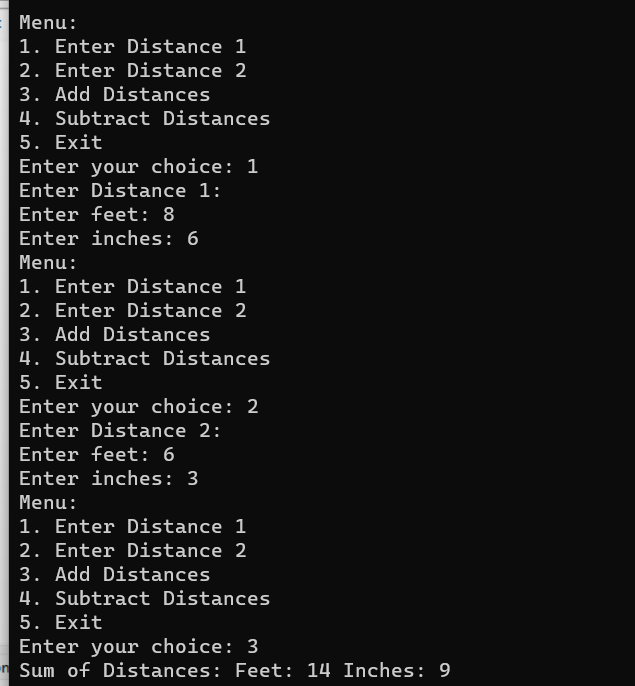 Menu:
1. Enter Distance 1
2. Enter Distance 2
3. Add Distances
4. Subtract Distances
5. Exit
Enter your choice: 1
Enter Distance 1:
Enter feet: 8
Enter inches: 6
Menu:
1. Enter Distance 1
2. Enter Distance 2
3. Add Distances
4. Subtract Distances
5. Exit
Enter your choice: 2
Enter Distance 2:
Enter feet: 6
Enter inches: 3
Menu:
1. Enter Distance 1
2. Enter Distance 2
3. Add Distances
4. Subtract Distances
5. Exit
Enter your choice: 3
Sum of Distances: Feet: 14 Inches: 9